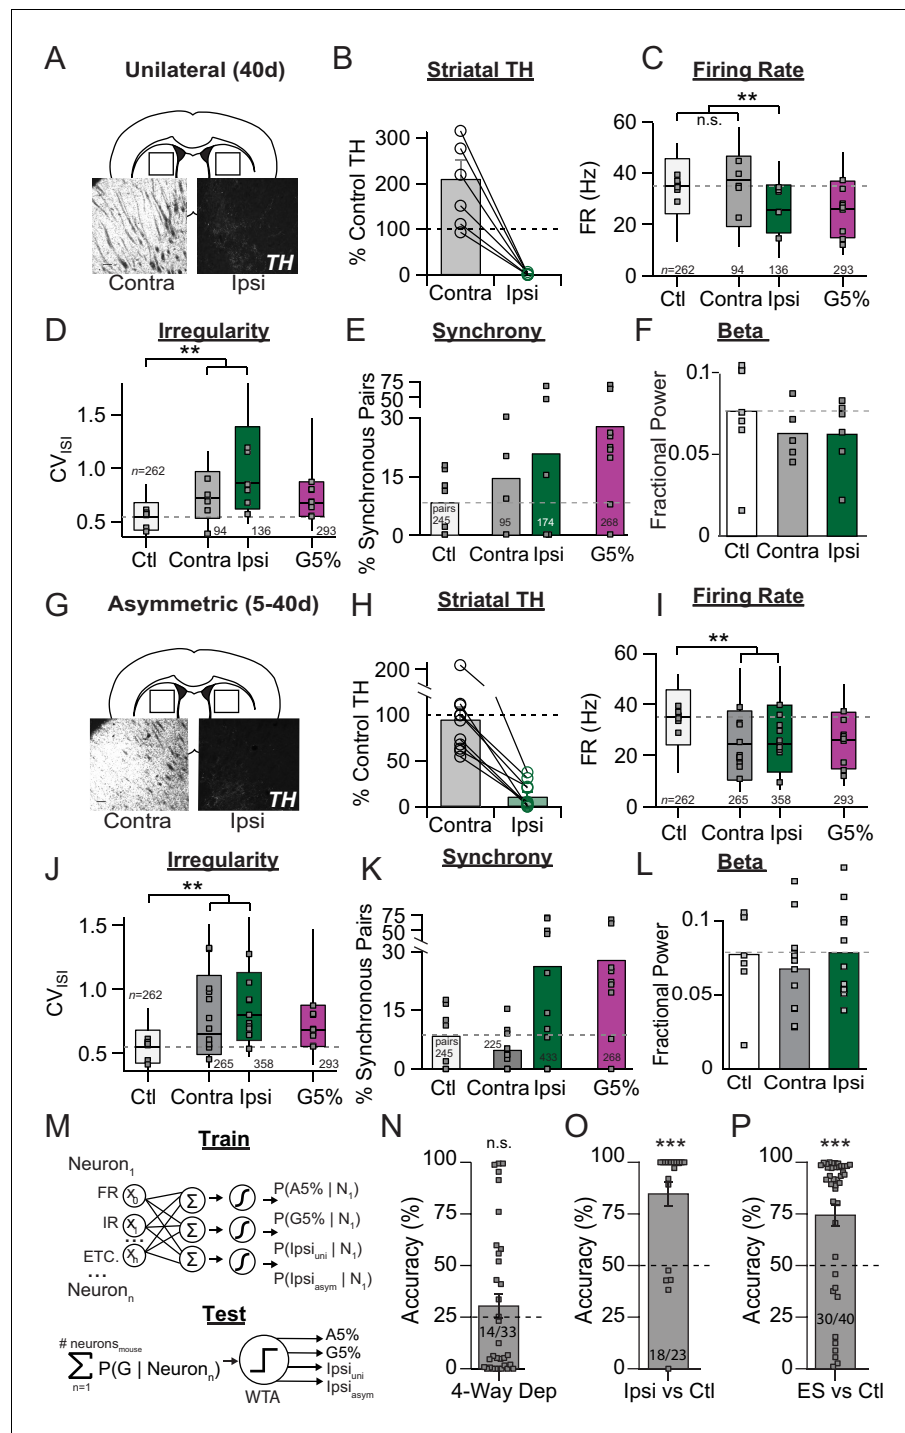 A
Unilateral (40d)
TH
Contra
Ipsi
B
Striatal TH
% Control TH
300
200
100
0
Contra
Ipsi
C
Firing Rate
**
n.s.
FR (Hz)
60
40
20
0
n=262
94
136
293
Ctl
Contra
Ipsi
G5%
D
Irregularity
**
CVISI
1.5
1.0
0.5
n=262
94
136
293
Ctl
Contra
Ipsi
G5%
E
Synchrony
% Synchronous Pairs
75
50
30
15
0
pairs
245
95
174
268
Ctl
Contra
Ipsi
G5%
F
Beta
Fractional Power
0.1
0.05
0
Ctl
Contra
Ipsi
G
Asymmetric (5-40d)
TH
Contra
Ipsi
H
Striatal TH
% Control TH
200
100
50
0
Contra
Ipsi
I
Firing Rate
**
FR (Hz)
60
40
20
0
n=262
265
358
293
Ctl
Contra
Ipsi
G5%
J
Irregularity
**
CVISI
1.5
1.0
0.5
n=262
265
358
293
Ctl
Contra
Ipsi
G5%
K
Synchrony
% Synchronous Pairs
75
50
30
15
0
pairs
245
225
433
268
Ctl
Contra
Ipsi
G5%
L
Beta
Fractional Power
0.1
0.05
0
Ctl
Contra
Ipsi
M
Train
Neuron1
FR X0
IR X1
...
ETC. Xn
...
Neuronn
Σ
Σ
Σ
P(A5% | N1)
P(G5% | N1)
P(Ipsiuni | N1)
P(Ipsiasym | N1)
Test
# neuronsmouse
Σ P(G | Neuronn)
n=1
WTA
A5%
G5%
Ipsiuni
Ipsiasym
N
n.s.
Accuracy (%)
100
75
50
25
0
14/33
4-Way Dep
O
***
Accuracy (%)
100
50
0
18/23
Ipsi vs Ctl
P
***
Accuracy (%)
100
75
50
25
0
30/40
ES vs Ctl